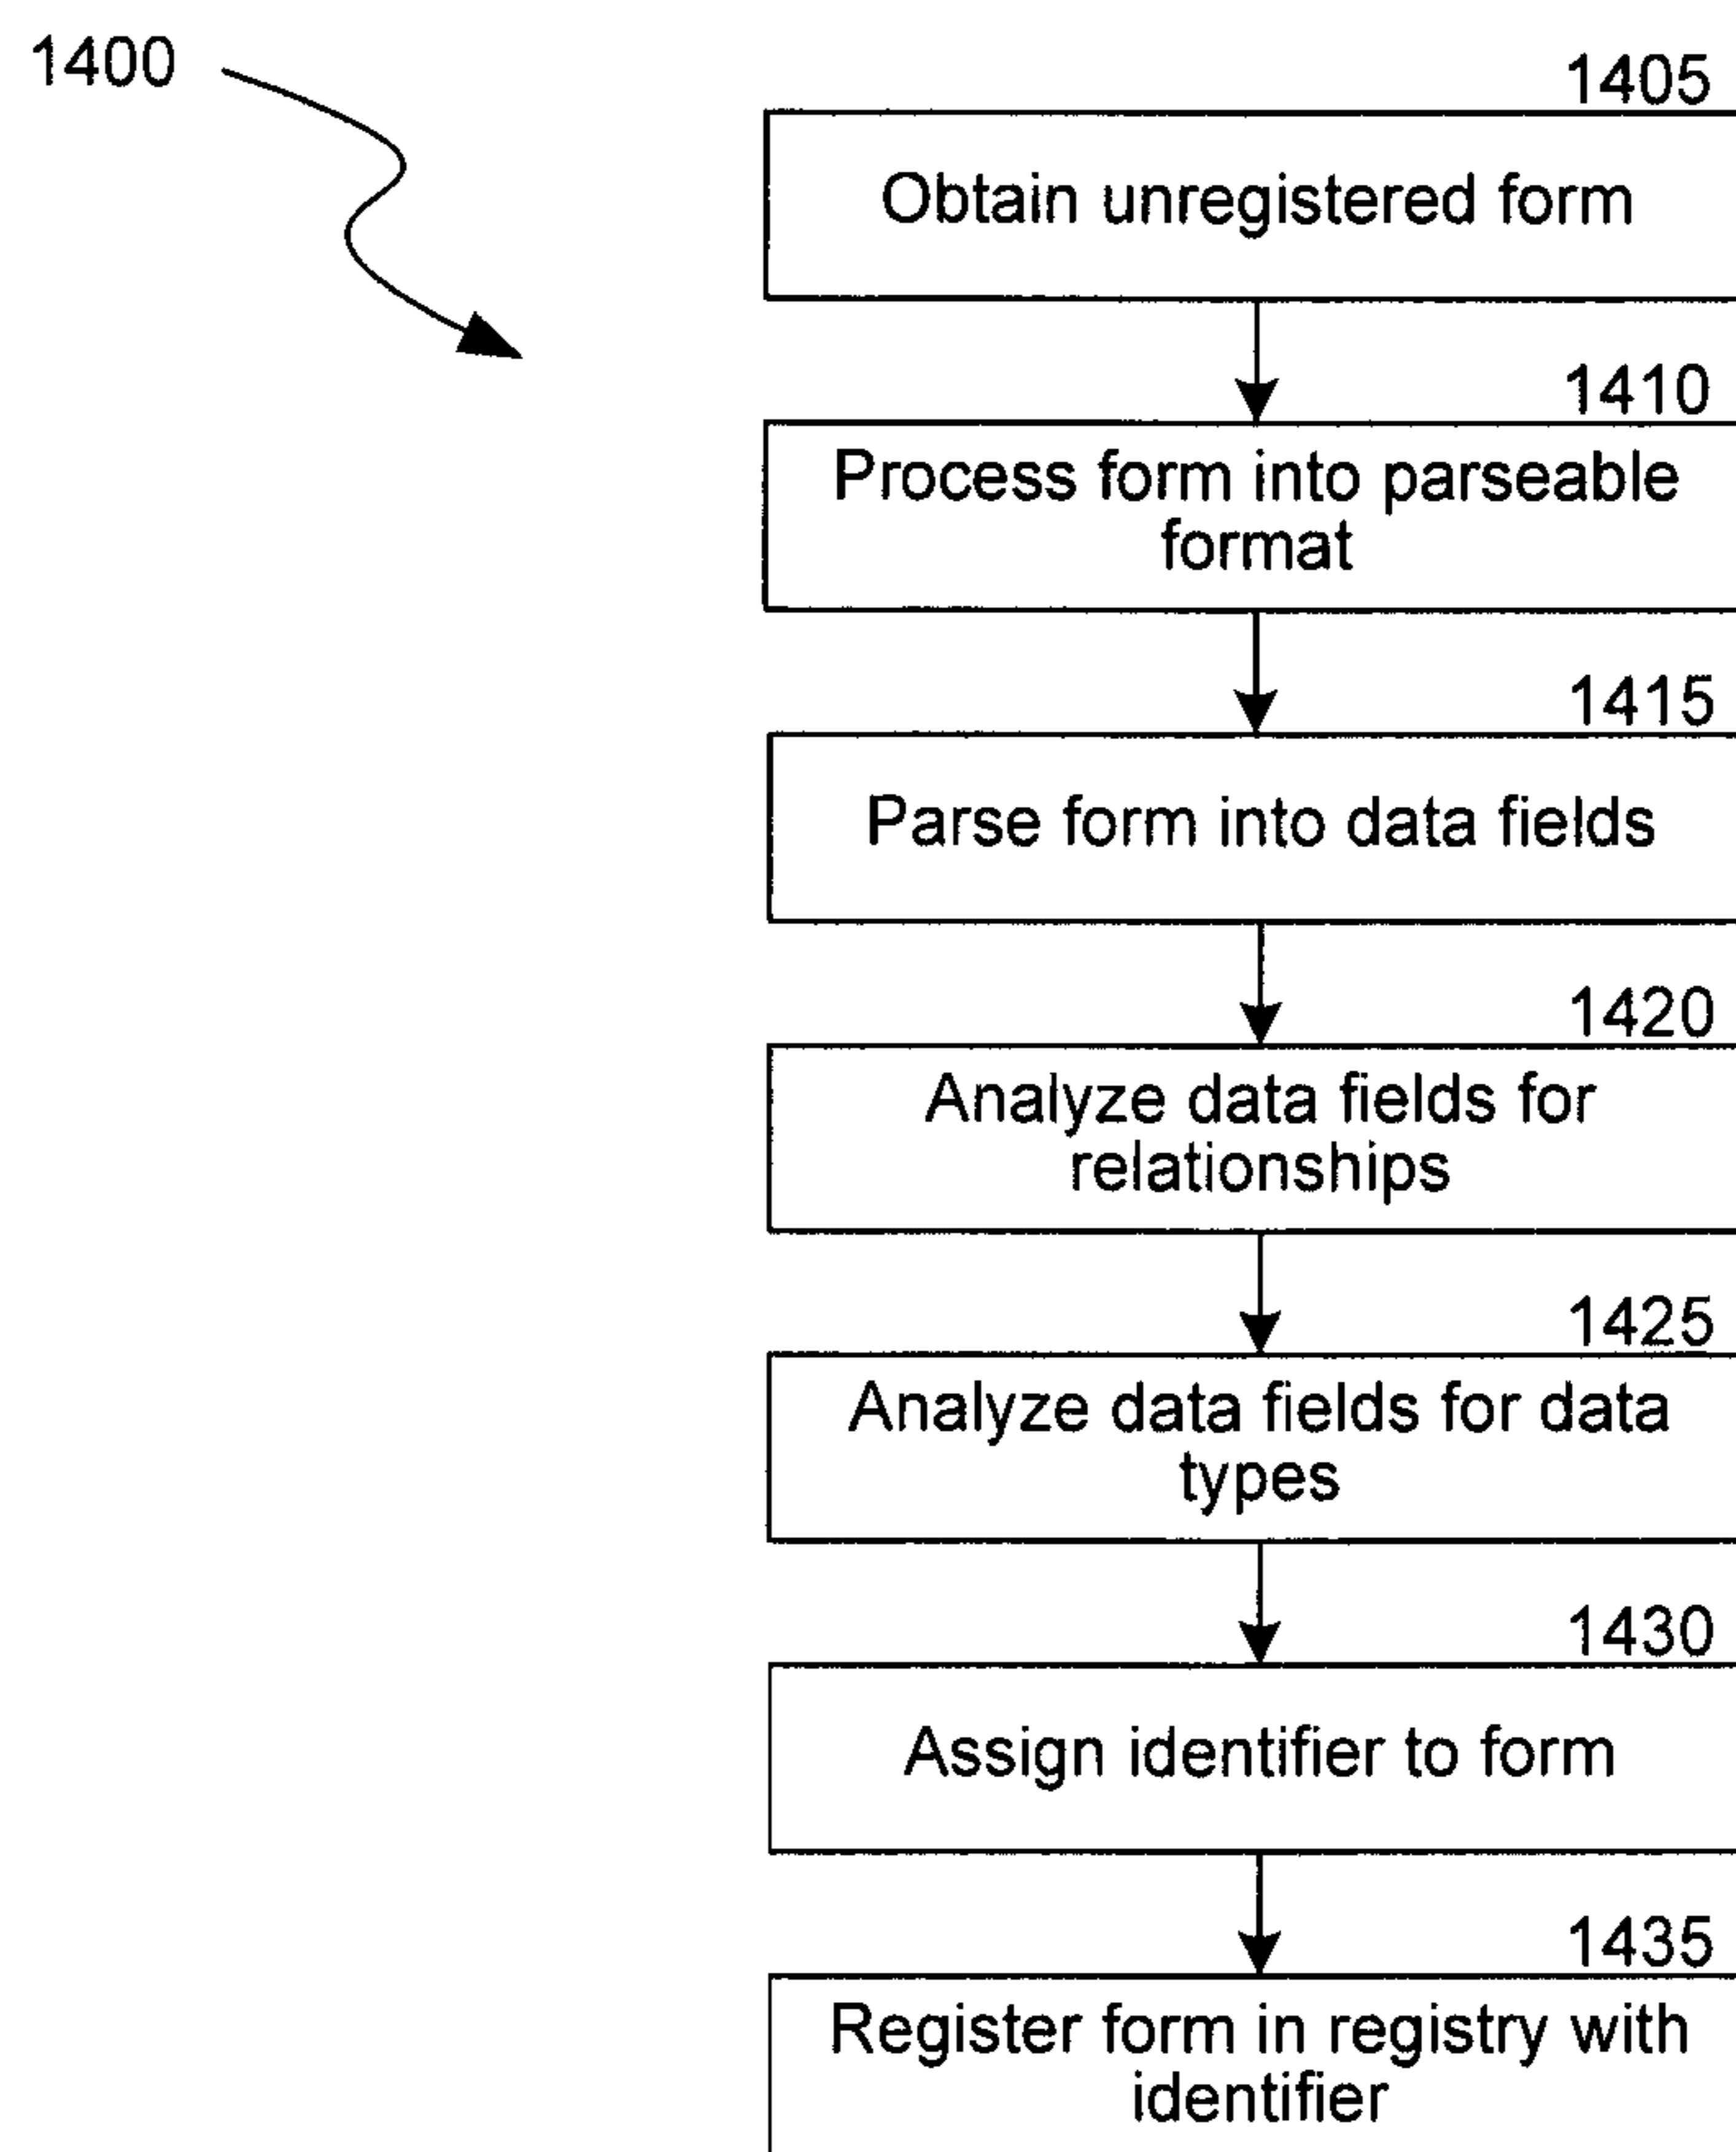 1400
1405
Obtain unregistered form
1410
Process form into parseable
format
1415
Parse form into data fields
1420
Analyze data fields for
relationships
1425
Analyze data fields for data
types
1430
Assign identifier to form
1435
Register form in registry with
identifier